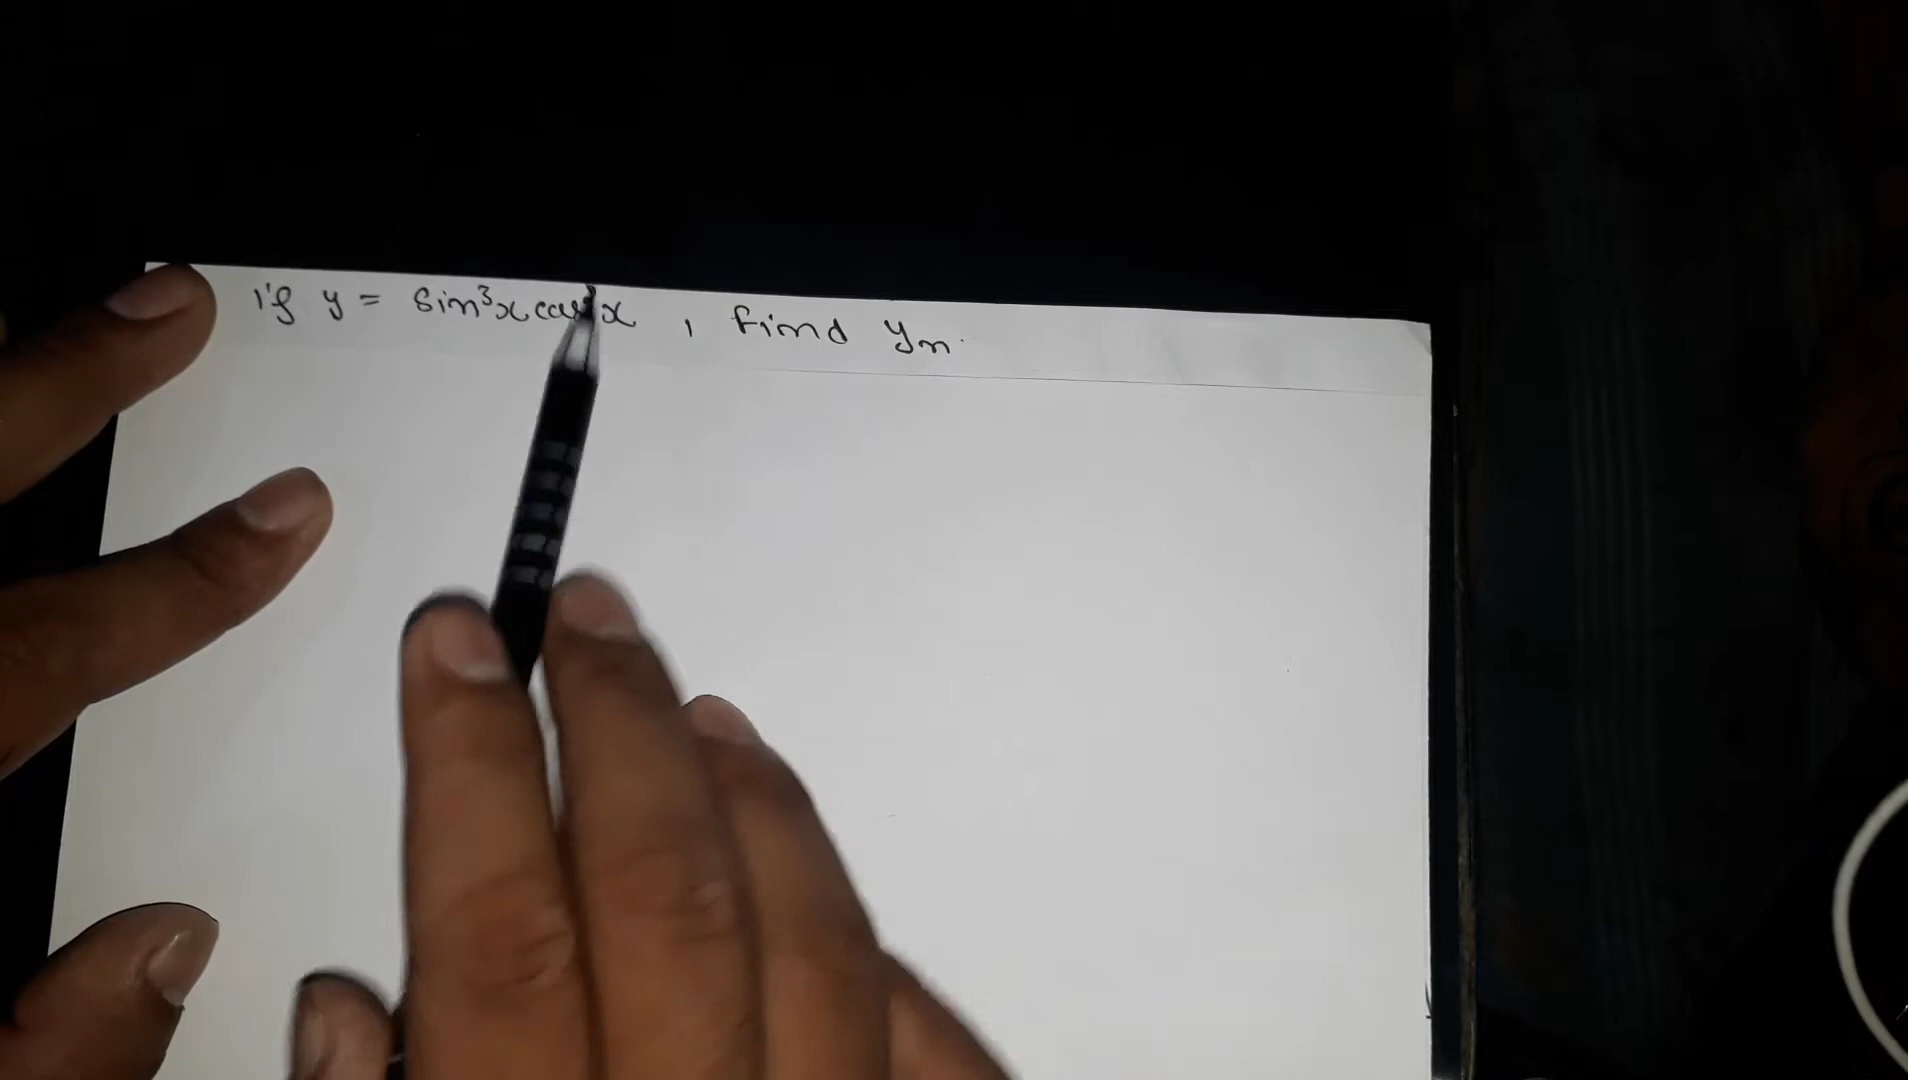 If y = sin³x cos x , find yₙ.